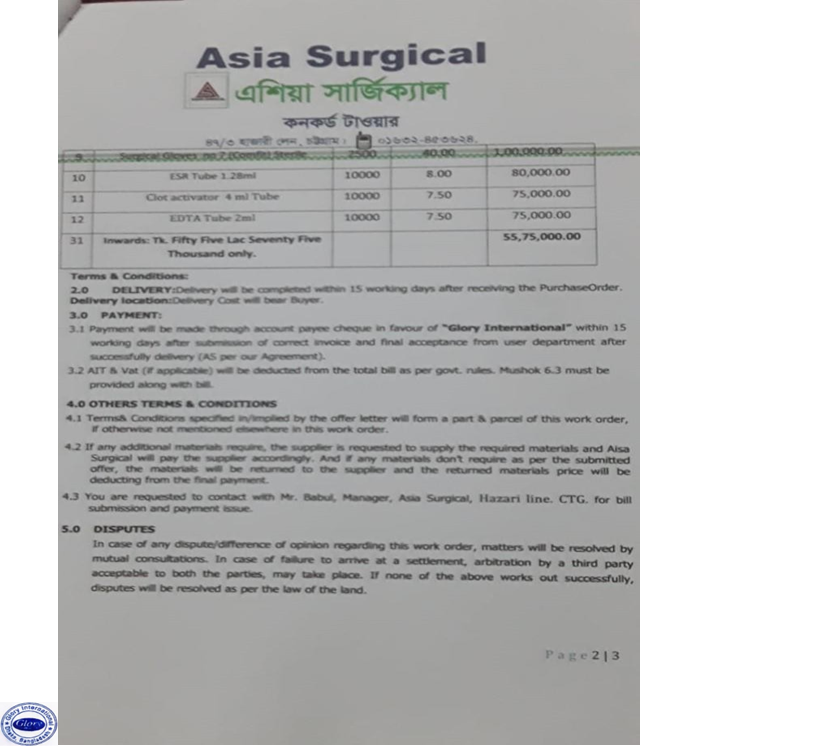 Asia Surgical
এশিয়া সার্জিক্যাল
কনকর্ড টাওয়ার
৪৭/৩ হাজারী লেন, চট্টগ্রাম।
9 Surgical Gloves 2500 40.00 1,00,000.00
10 ESR Tube 1.28ml 10000 8.00 80,000.00
11 Clot activator 4 ml Tube 10000 7.50 75,000.00
12 EDTA Tube 2ml 10000 7.50 75,000.00
31 Inwards: Tk. Fifty Five Lac Seventy Five 55,75,000.00
Thousand only.
Terms & Conditions:
2.0 DELIVERY:Delivery will be completed within 15 working days after receiving the PurchaseOrder.
Delivery location:Delivery Cost will bear Buyer.
3.0 PAYMENT:
3.1 Payment will be made through account payee cheque in favour of "Glory International" within 15
working days after submission of correct invoice and final acceptance from user department after
successfully delivery (AS per our Agreement).
3.2 AIT & Vat (if applicable) will be deducted from the total bill as per govt. rules. Mushok 6.3 must be
provided along with bill.
4.0 OTHERS TERMS & CONDITIONS
4.1 Terms& Conditions specified in/implied by the offer letter will form a part & parcel of this work order,
if otherwise not mentioned elsewhere in this work order.
4.2 If any additional materials require, the supplier is requested to supply the required materials and Aisa
Surgical will pay the supplier accordingly. And if any materials don't require as per the submitted
offer, the materials will be returned to the supplier and the returned materials price will be
deducting from the final payment.
4.3 You are requested to contact with Mr. Babul, Manager, Asia Surgical, Hazari line. CTG. for bill
submission and payment issue.
5.0 DISPUTES
In case of any dispute/difference of opinion regarding this work order, matters will be resolved by
mutual consultations. In case of failure to arrive at a settlement, arbitration by a third party
acceptable to both the parties, may take place. If none of the above works out successfully,
disputes will be resolved as per the law of the land.
Page 2 | 3
Glory International
Glory
Dhaka, Bangladesh